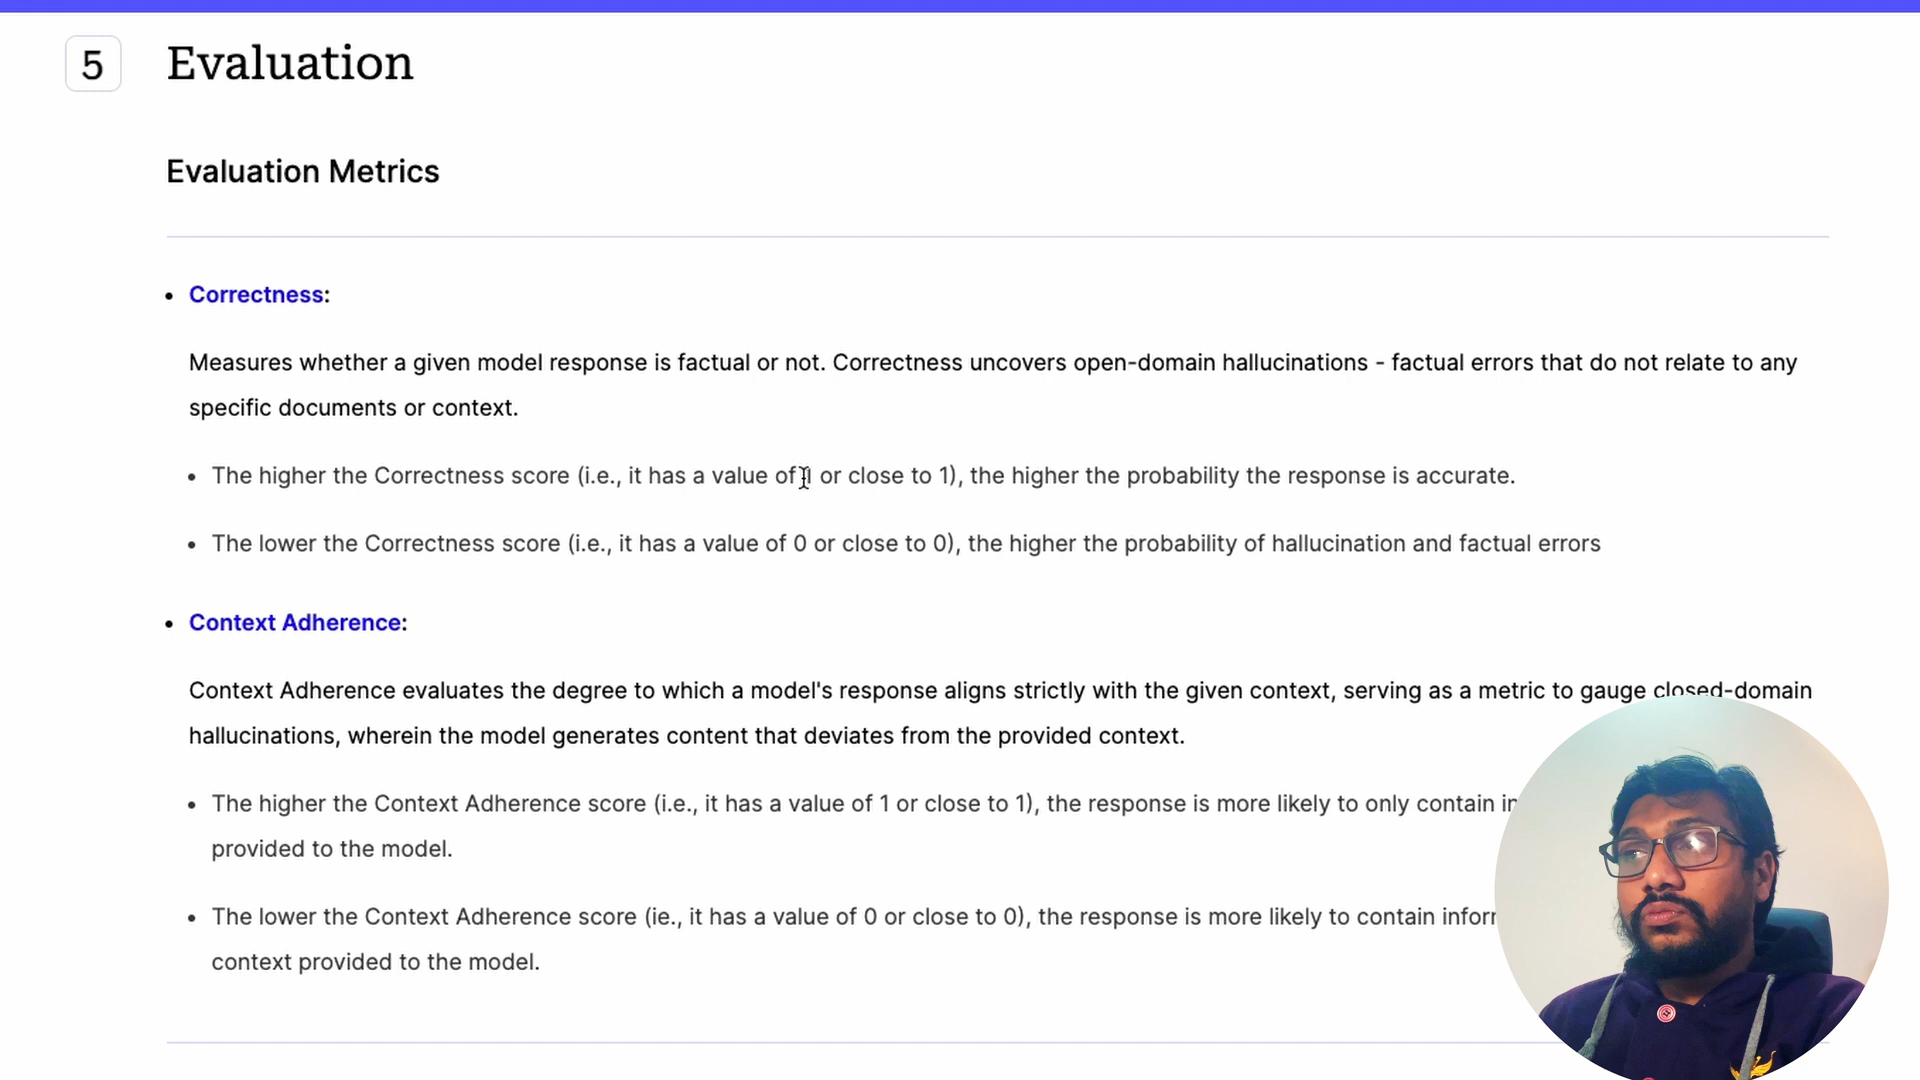 5
Evaluation
Evaluation Metrics
• Correctness:
Measures whether a given model response is factual or not. Correctness uncovers open-domain hallucinations - factual errors that do not relate to any
specific documents or context.
• The higher the Correctness score (i.e., it has a value of 1 or close to 1), the higher the probability the response is accurate.
• The lower the Correctness score (i.e., it has a value of 0 or close to 0), the higher the probability of hallucination and factual errors
• Context Adherence:
Context Adherence evaluates the degree to which a model's response aligns strictly with the given context, serving as a metric to gauge closed-domain
hallucinations, wherein the model generates content that deviates from the provided context.
• The higher the Context Adherence score (i.e., it has a value of 1 or close to 1), the response is more likely to only contain
provided to the model.
• The lower the Context Adherence score (ie., it has a value of 0 or close to 0), the response is more likely to contain
context provided to the model.